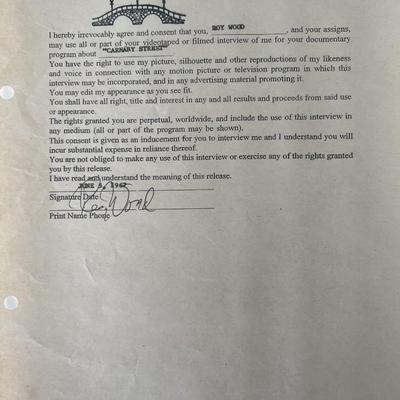 I hereby irrevocably agree and consent that you, ROY WOOD, and your assigns,
may use all or part of your videotaped or filmed interview of me for your documentary
program about "CARNABY STREET"
You have the right to use my picture, silhouette and other reproductions of my likeness
and voice in connection with any motion picture or television program in which this
interview may be incorporated, and in any advertising material promoting it.
You may edit my appearance as you see fit.
You shall have all right, title and interest in any and all results and proceeds from said use
or appearance.
The rights granted you are perpetual, worldwide, and include the use of this interview in
any medium (all or part of the program may be shown).
This consent is given as an inducement for you to interview me and I understand you will
incur substantial expense in reliance thereof.
You are not obliged to make any use of this interview or exercise any of the rights granted
you by this release.
I have read and understand the meaning of this release.
JUNE
Signature Date
Wood
Print Name Phone